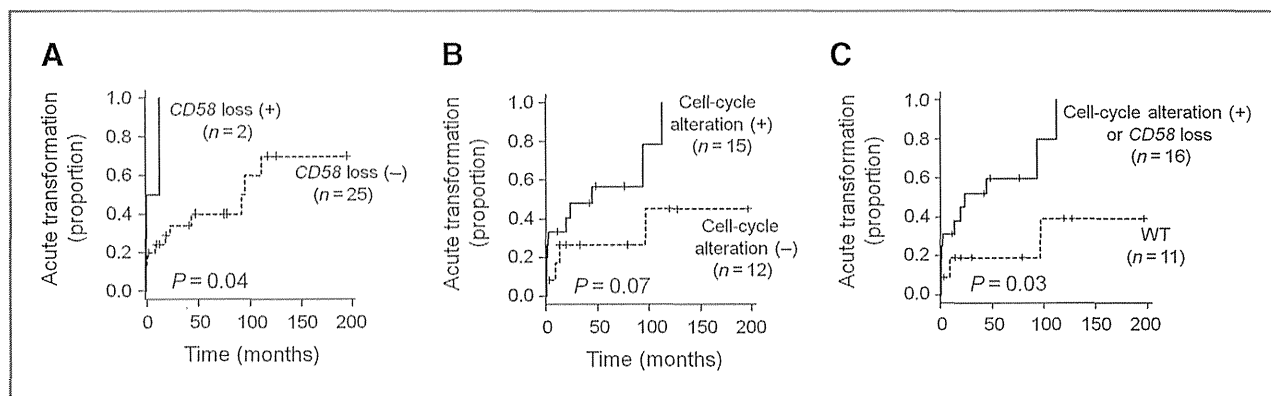 A
Acute transformation
(proportion)
1.0
0.8
0.6
0.4
0.2
0.0
CD58 loss (+)
(n = 2)
CD58 loss (–)
(n = 25)
P = 0.04
0 50 100 150 200
Time (months)
B
Acute transformation
(proportion)
1.0
0.8
0.6
0.4
0.2
0.0
Cell-cycle
alteration (+)
(n = 15)
Cell-cycle
alteration (–)
(n = 12)
P = 0.07
0 50 100 150 200
Time (months)
C
Acute transformation
(proportion)
1.0
0.8
0.6
0.4
0.2
0.0
Cell-cycle alteration (+)
or CD58 loss
(n = 16)
WT
(n = 11)
P = 0.03
0 50 100 150 200
Time (months)